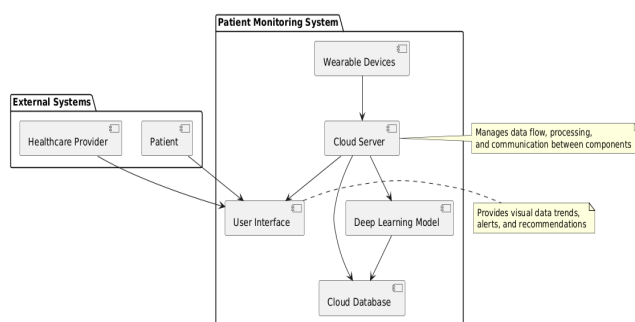 Patient Monitoring System
Wearable Devices
External Systems
Healthcare Provider
Patient
Cloud Server
Manages data flow, processing,
and communication between components
User Interface
Deep Learning Model
Provides visual data trends,
alerts, and recommendations
Cloud Database